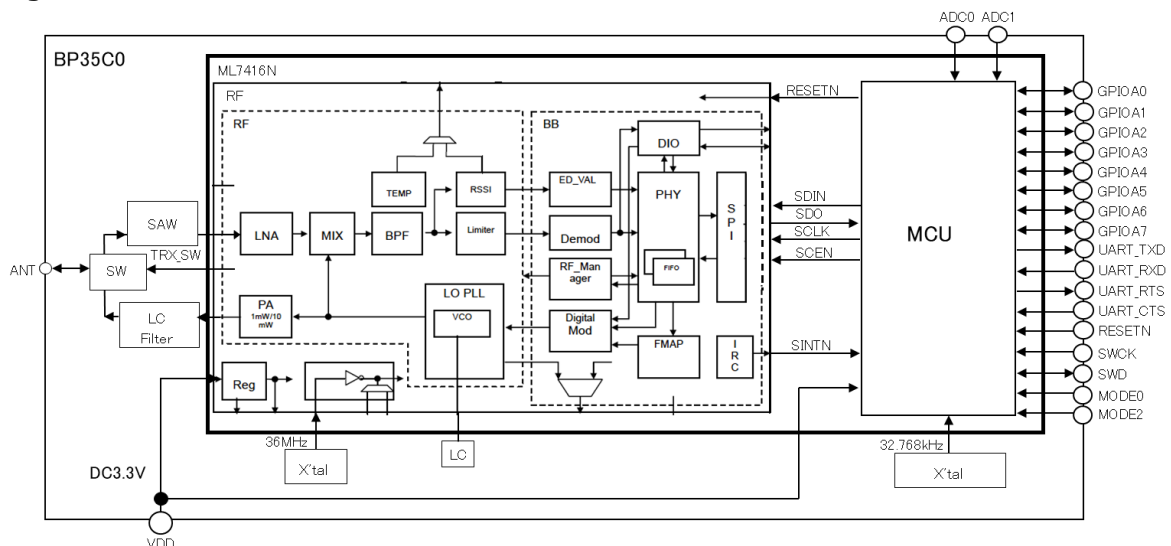 ADC0 ADC1
BP35C0
ML7416N
RF
RF
BB
RESETN
GPIOA0
GPIOA1
GPIOA2
GPIOA3
GPIOA4
GPIOA5
GPIOA6
GPIOA7
UART_TXD
UART_RXD
UART_RTS
UART_CTS
RESETN
SWCK
SWD
MODE0
MODE2
DIO
TEMP
RSSI
ED_VAL
PHY
FIFO
S
P
I
SDIN
SDO
SCLK
SCEN
MCU
SAW
LNA
MIX
BPF
Limiter
Demod
ANT
SW
TRX_SW
RF_Man
ager
LC
Filter
PA
1mW/10
mW
LO PLL
VCO
Digital
Mod
FMAP
I
R
C
SINTN
Reg
36MHz
X'tal
LC
32.768kHz
X'tal
DC3.3V
VDD